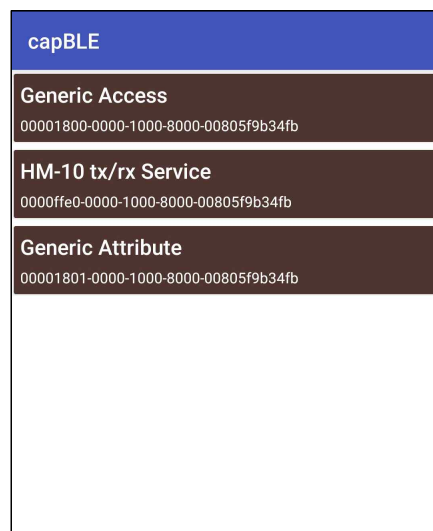 capBLE
Generic Access
00001800-0000-1000-8000-00805f9b34fb
HM-10 tx/rx Service
0000ffe0-0000-1000-8000-00805f9b34fb
Generic Attribute
00001801-0000-1000-8000-00805f9b34fb